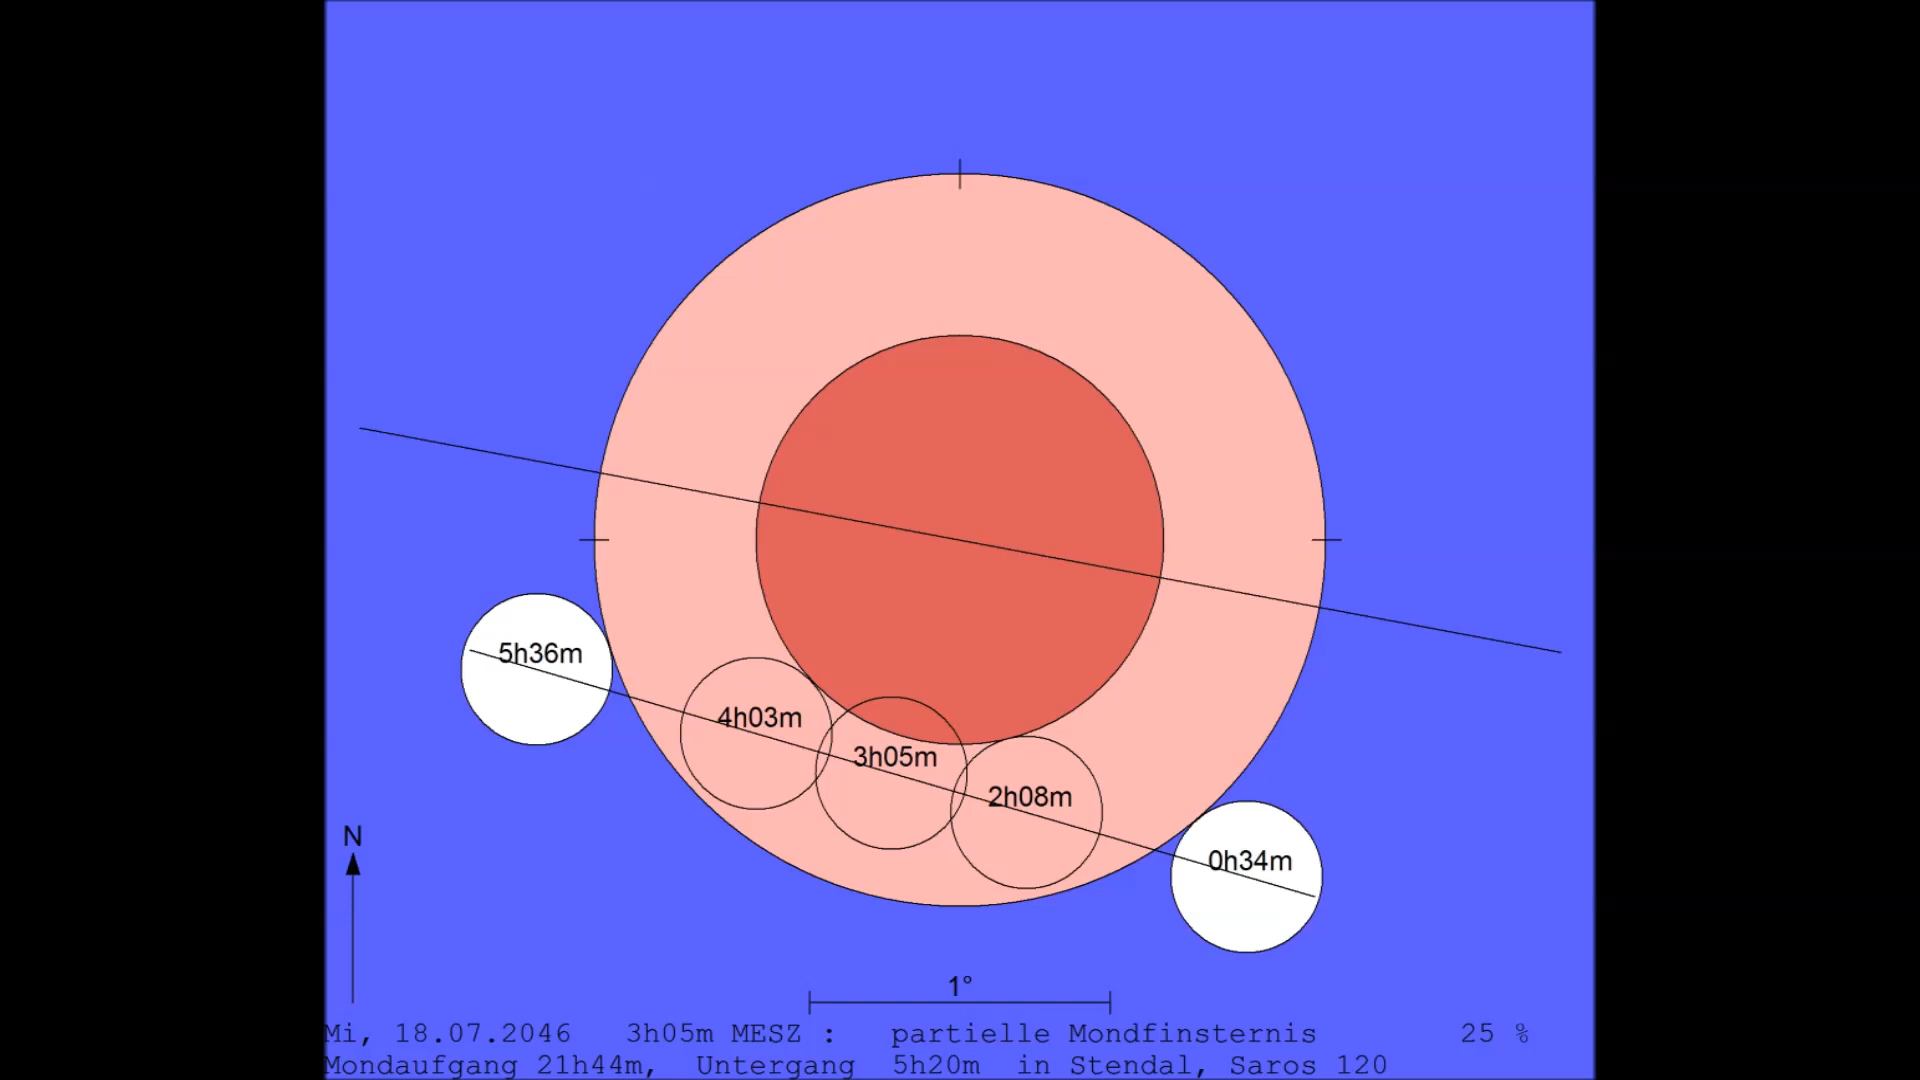 5h36m
4h03m
3h05m
2h08m
N
0h34m
1°
Mi, 18.07.2046 3h05m MESZ : partielle Mondfinsternis 25 %
Mondaufgang 21h44m, Untergang 5h20m in Stendal, Saros 120